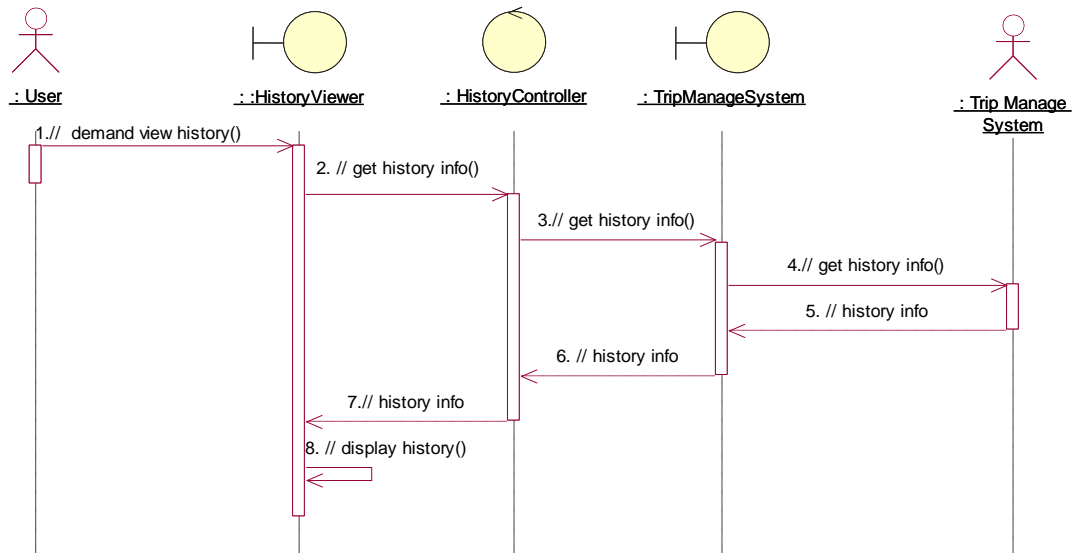 : User
: :HistoryViewer
: HistoryController
: TripManageSystem
: Trip Manage
System
1.// demand view history()
2. // get history info()
3.// get history info()
4.// get history info()
5. // history info
6. // history info
7.// history info
8. // display history()